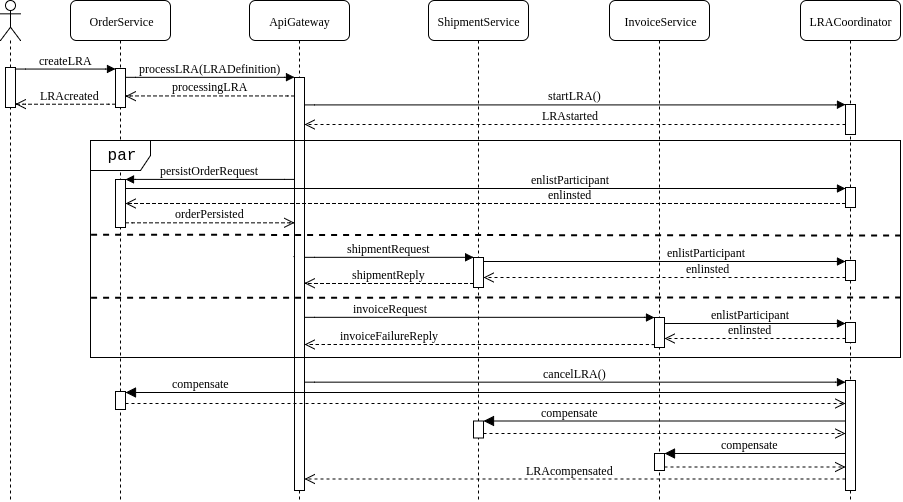 OrderService
ApiGateway
ShipmentService
InvoiceService
LRACoordinator
createLRA
processLRA(LRADefinition)
processingLRA
LRAcreated
startLRA()
LRAstarted
par
persistOrderRequest
enlistParticipant
enlinsted
orderPersisted
shipmentRequest
enlistParticipant
enlinsted
shipmentReply
invoiceRequest
enlistParticipant
enlinsted
invoiceFailureReply
cancelLRA()
compensate
compensate
compensate
LRAcompensated